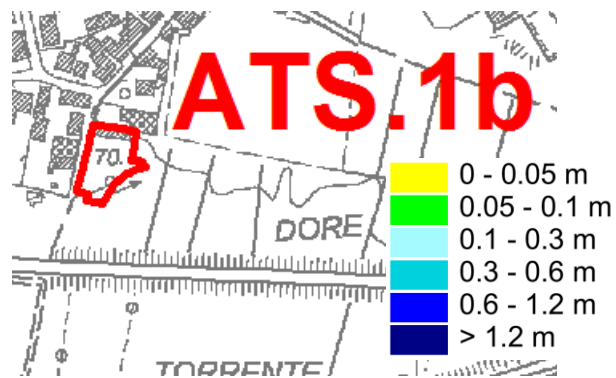 ATS.1b
70.
0 - 0.05 m
0.05 - 0.1 m
0.1 - 0.3 m
0.3 - 0.6 m
0.6 - 1.2 m
> 1.2 m
DORE
TORRENTE